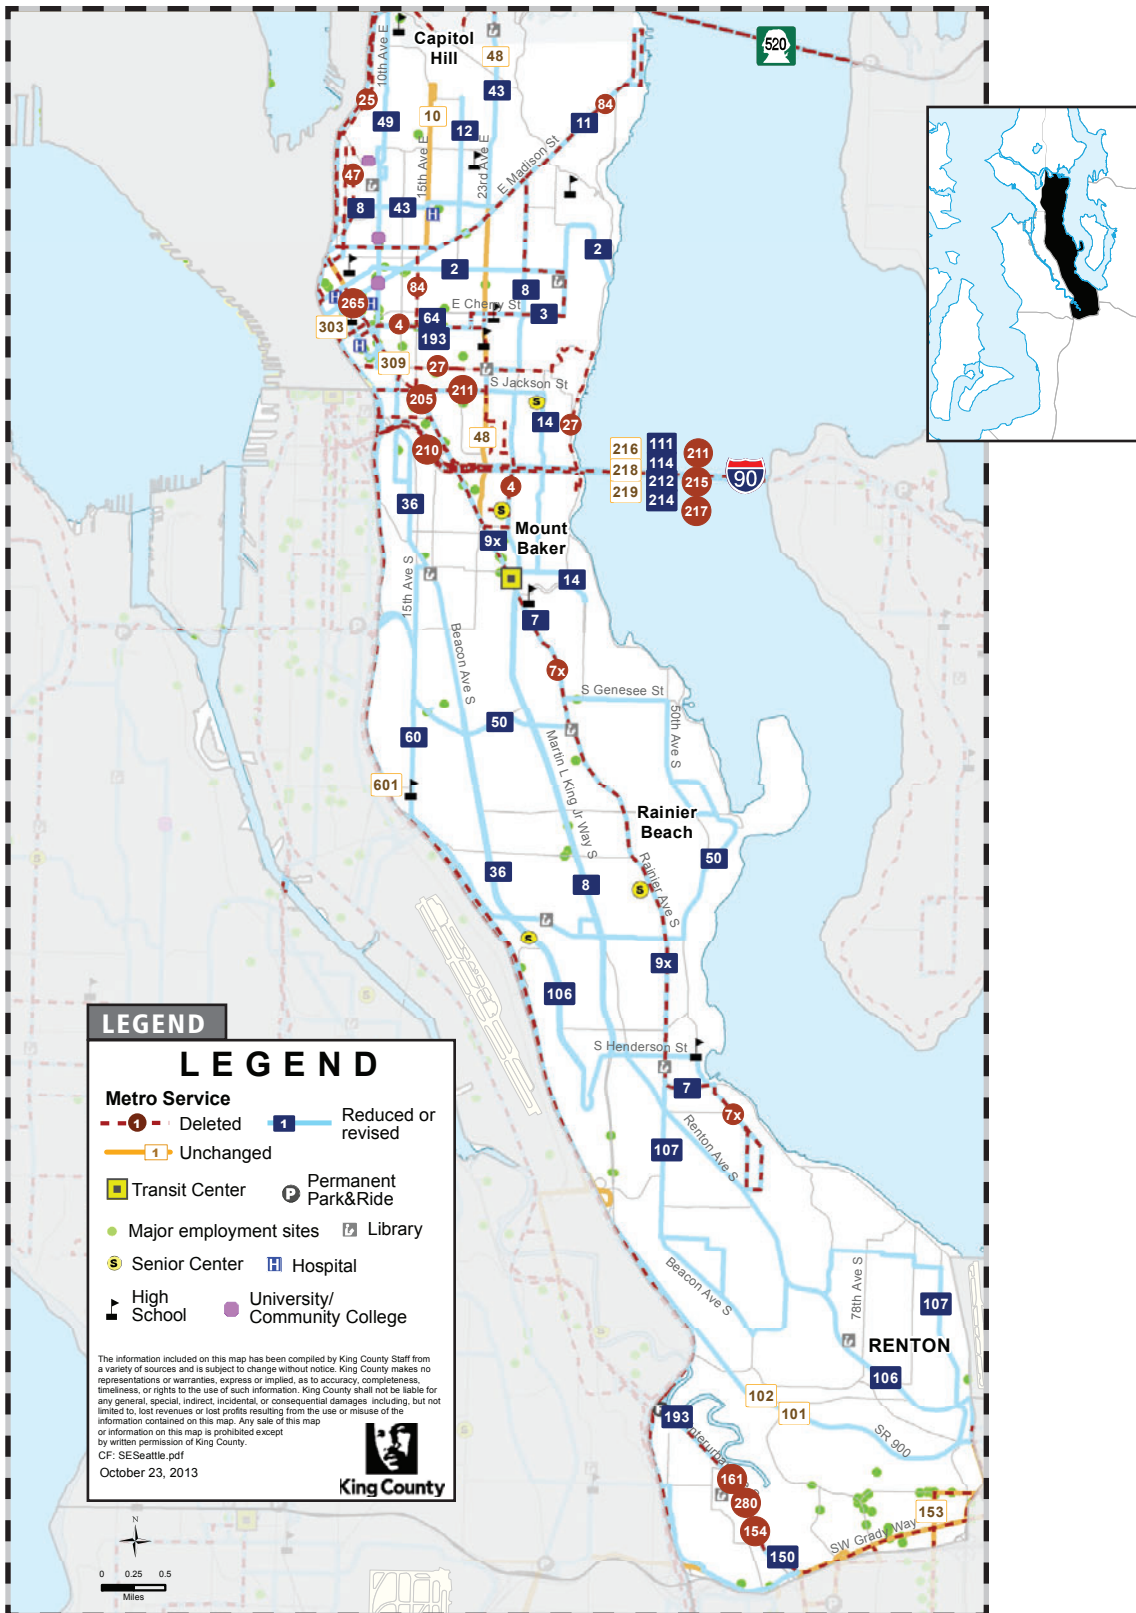 Capitol
Hill
520
48
10th Ave E
43
25
84
49
10
11
12
15th Ave E
23rd Ave E
E Madison St
47
8
43
2
2
84
8
265
E Cherry St
3
64
303
4
193
309
27
S Jackson St
211
205
14
27
48
210
216
111
211
218
114
90
212
215
219
214
217
4
36
Mount
Baker
9x
14
15th Ave S
7
Beacon Ave S
7x
S Genesee St
50
50th Ave S
60
Martin L King Jr Way S
601
Rainier
Beach
50
36
8
Rainier Ave S
9x
106
S Henderson St
7
7x
Renton Ave S
107
Beacon Ave S
78th Ave S
107
RENTON
106
102
101
193
SR 900
161
280
153
154
SW Grady Way
150
LEGEND
LEGEND
Metro Service
1 Deleted
1 Reduced or
revised
1 Unchanged
Transit Center
P Permanent
Park&Ride
Major employment sites
Library
S Senior Center
H Hospital
High
School
University/
Community College
The information included on this map has been compiled by King County Staff from
a variety of sources and is subject to change without notice. King County makes no
representations or warranties, express or implied, as to accuracy, completeness,
timeliness, or rights to the use of such information. King County shall not be liable for
any general, special, indirect, incidental, or consequential damages including, but not
limited to, lost revenues or lost profits resulting from the use or misuse of the
information contained on this map. Any sale of this map
or information on this map is prohibited except
by written permission of King County.
CF: SESeattle.pdf
October 23, 2013
King County
N
0 0.25 0.5
Miles